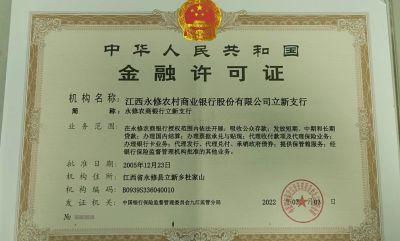 中华人民共和国
金融许可证
机构名称：江西永修农村商业银行股份有限公司立新支行
简 称：永修农商银行立新支行
业务范围：在永修农商银行授权范围内依法开展：吸收公众存款；发放短期、中期和长期
贷款；办理国内结算；办理票据承兑与贴现；代理收付款项及代理保险业务；
办理银行卡业务；代理发行、代理兑付、承销政府债券；提供保管箱服务；经
银行保险监督管理机构批准的其他业务。
批准日期：2005年12月23日
机构住所：江西省永修县立新乡杜家山
机构编码：B0939S336040010
发证机关：中国银行保险监督管理委员会九江监管分局
2022